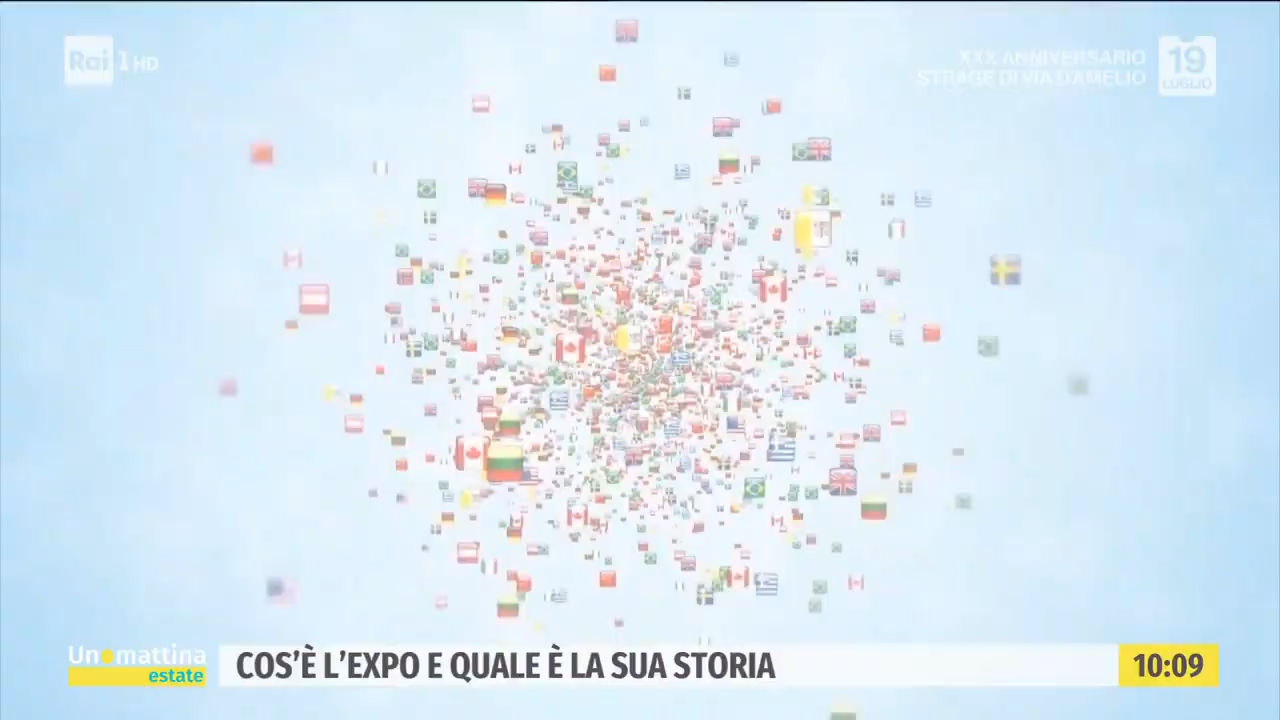 Rai 1 HD
XXX ANNIVERSARIO
STRAGE DI VIA D'AMELIO
19
LUGLIO
Unomattina
estate
COS'È L'EXPO E QUALE È LA SUA STORIA
10:09